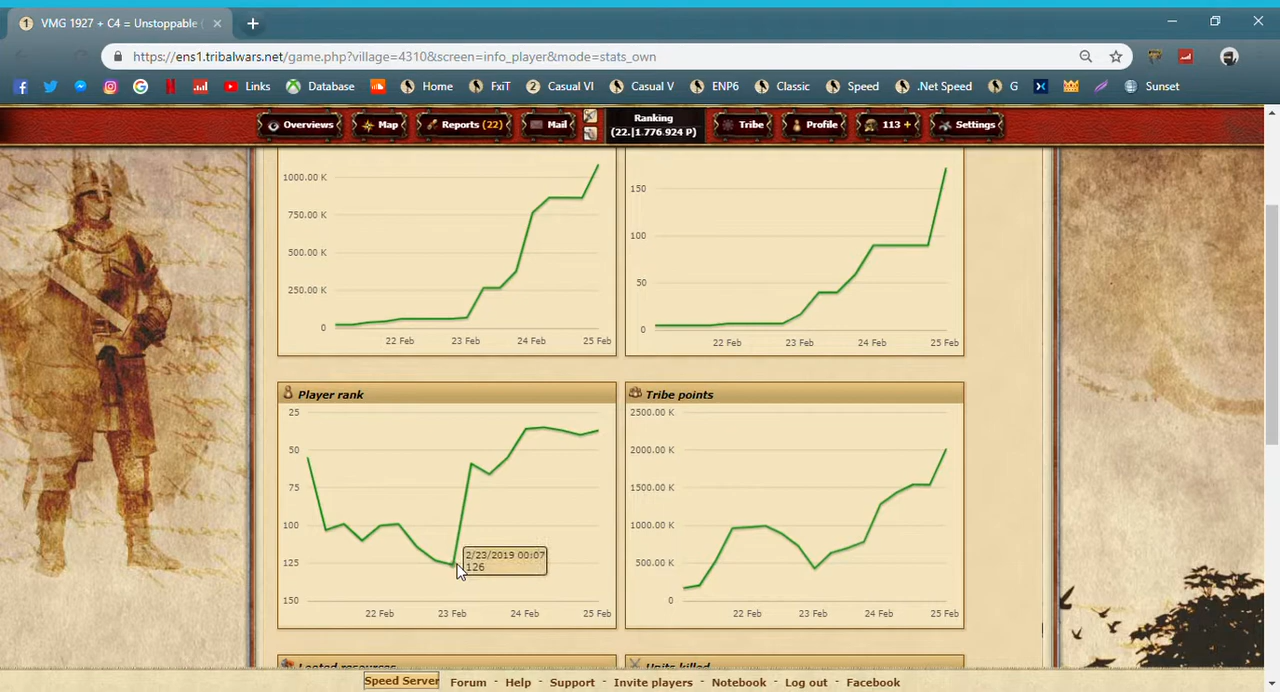 VMG 1927 + C4 = Unstoppable
https://ens1.tribalwars.net/game.php?village=4310&screen=info_player&mode=stats_own
Links Database Home FxiT Casual VI Casual V ENP6 Classic Speed .Net Speed G Sunset
Overviews Map Reports (22) Mail Ranking Tribe Profile 113 + Settings
(22.|1.776.924 P)
1000.00 K
750.00 K
500.00 K
250.00 K
0
22 Feb 23 Feb 24 Feb 25 Feb
150
100
50
0
22 Feb 23 Feb 24 Feb 25 Feb
Player rank
25
50
75
100
125
150
2/23/2019 00:07
126
22 Feb 23 Feb 24 Feb 25 Feb
Tribe points
2500.00 K
2000.00 K
1500.00 K
1000.00 K
500.00 K
0
22 Feb 23 Feb 24 Feb 25 Feb
Looted resources
Units killed
Speed Server Forum - Help - Support - Invite players - Notebook - Log out - Facebook